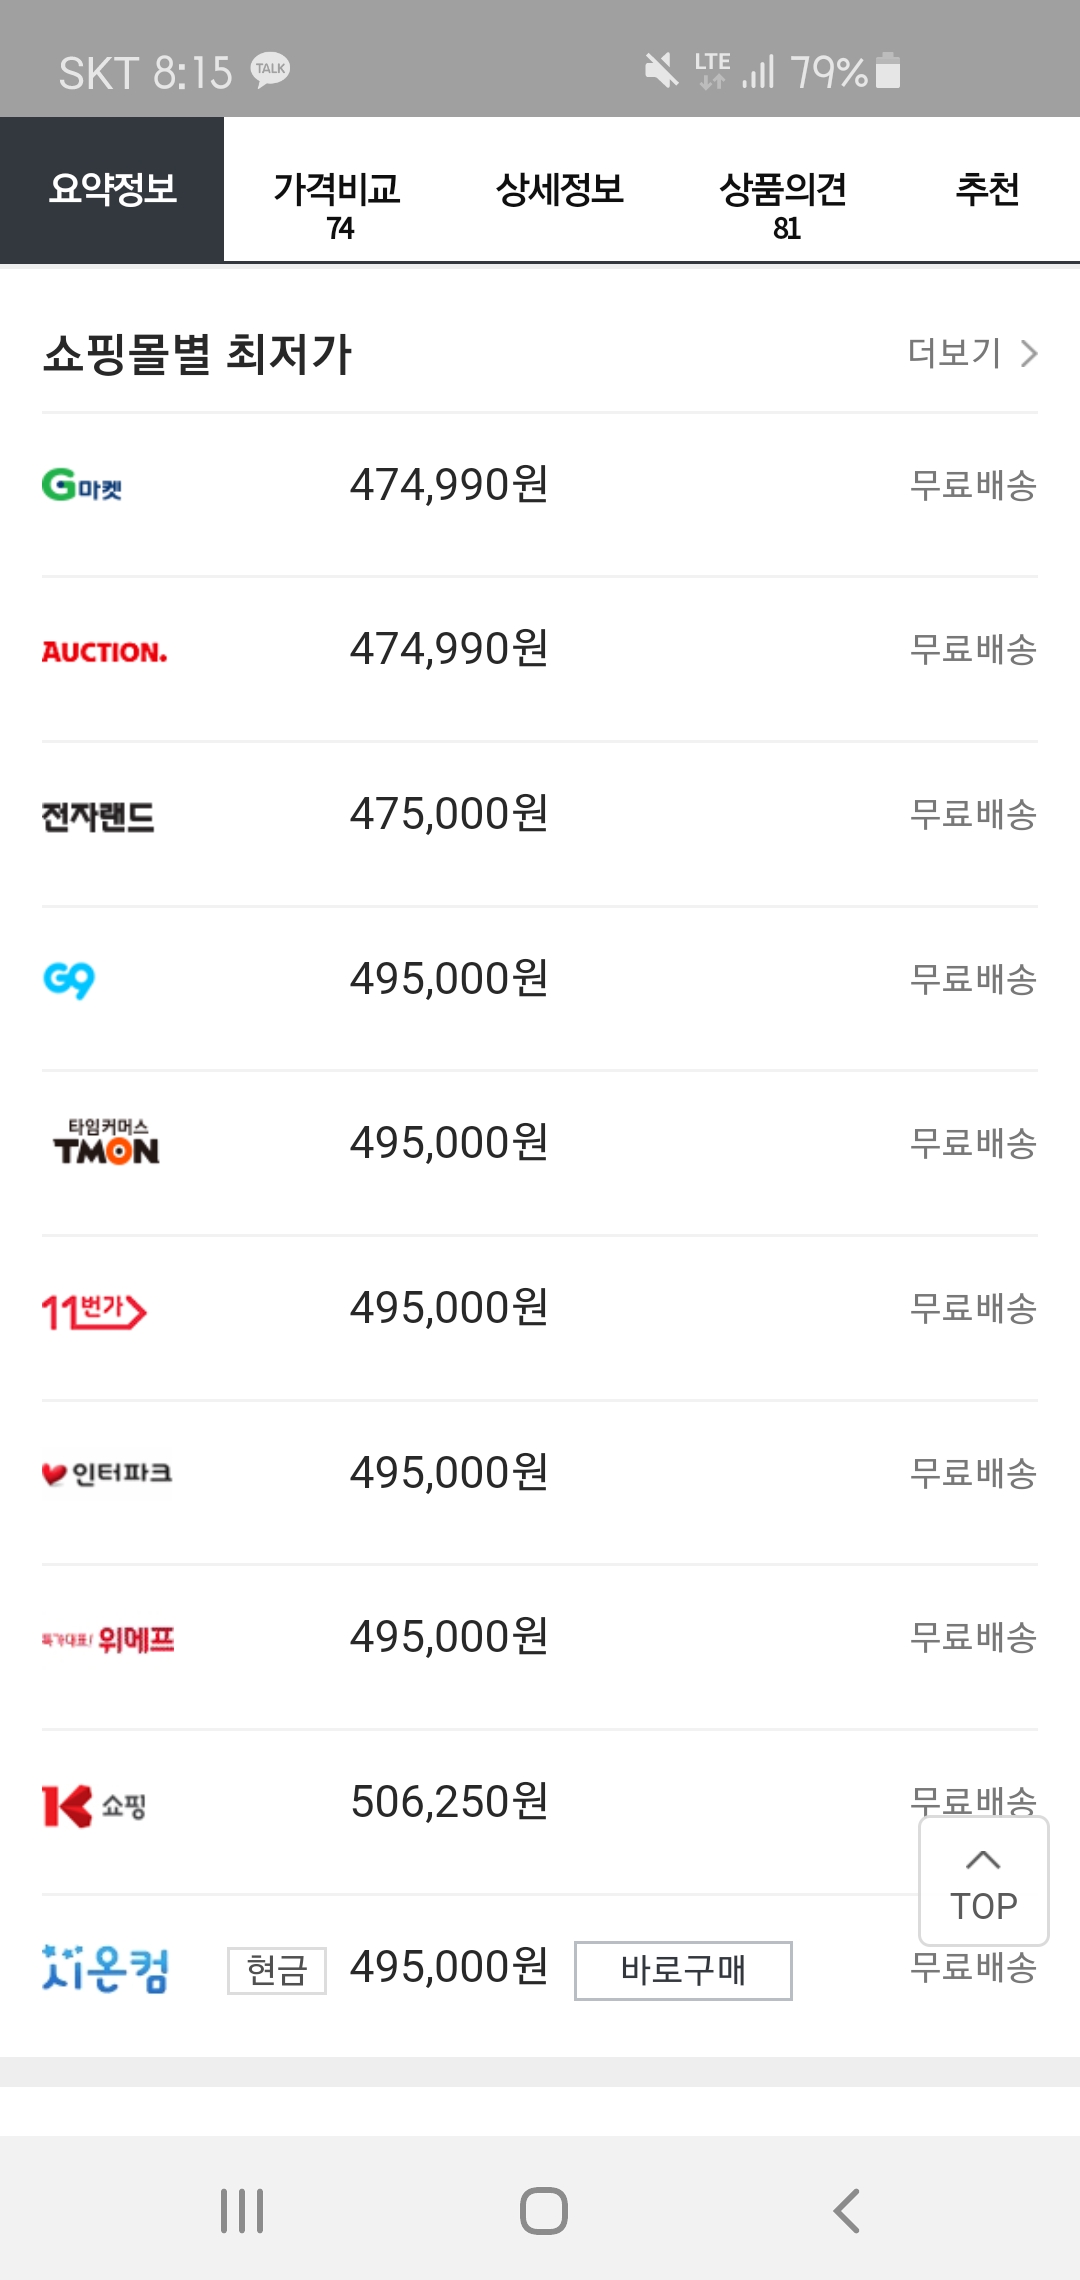 SKT 8:15 TALK LTE 79%
요약정보 가격비교 상세정보 상품의견 추천
74 81
쇼핑몰별 최저가 더보기
G마켓 474,990원 무료배송
AUCTION. 474,990원 무료배송
전자랜드 475,000원 무료배송
G9 495,000원 무료배송
타임커머스
TMON 495,000원 무료배송
11번가 495,000원 무료배송
인터파크 495,000원 무료배송
특가대표! 위메프 495,000원 무료배송
K쇼핑 506,250원 무료배송
TOP
시온컴 현금 495,000원 바로구매 무료배송